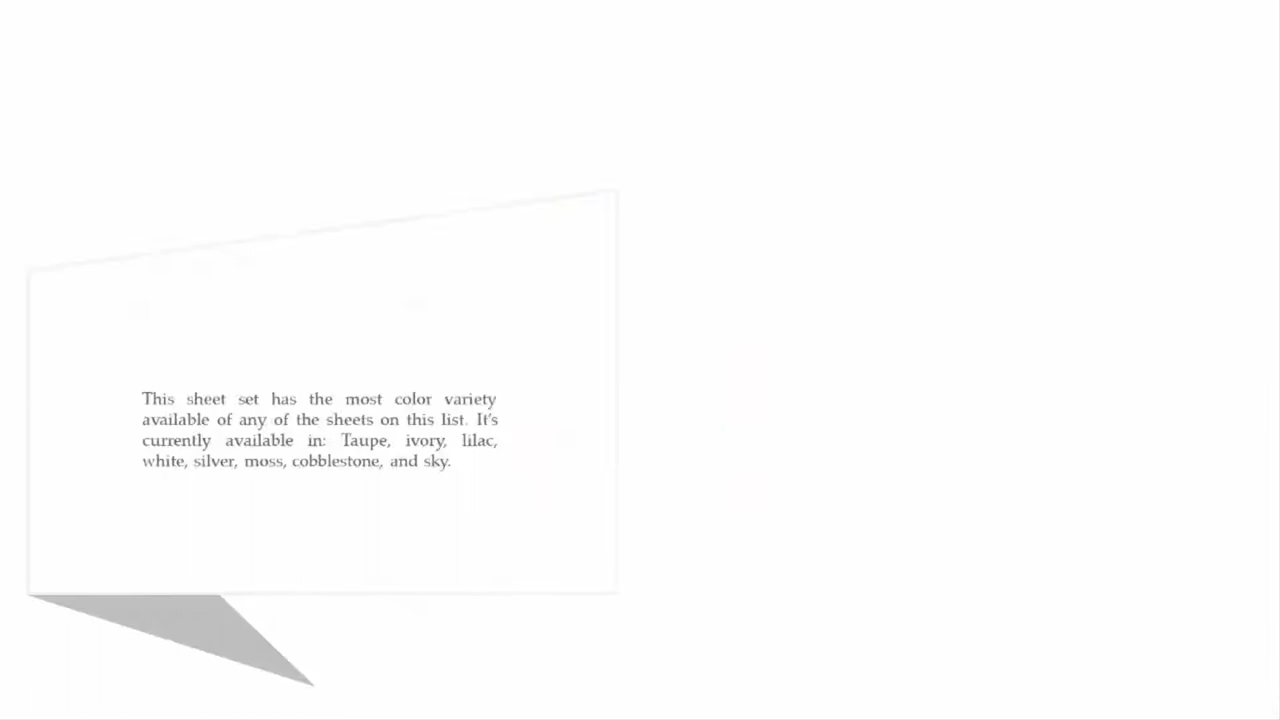 This sheet set has the most color variety
available of any of the sheets on this list. It's
currently available in: Taupe, ivory, lilac,
white, silver, moss, cobblestone, and sky.